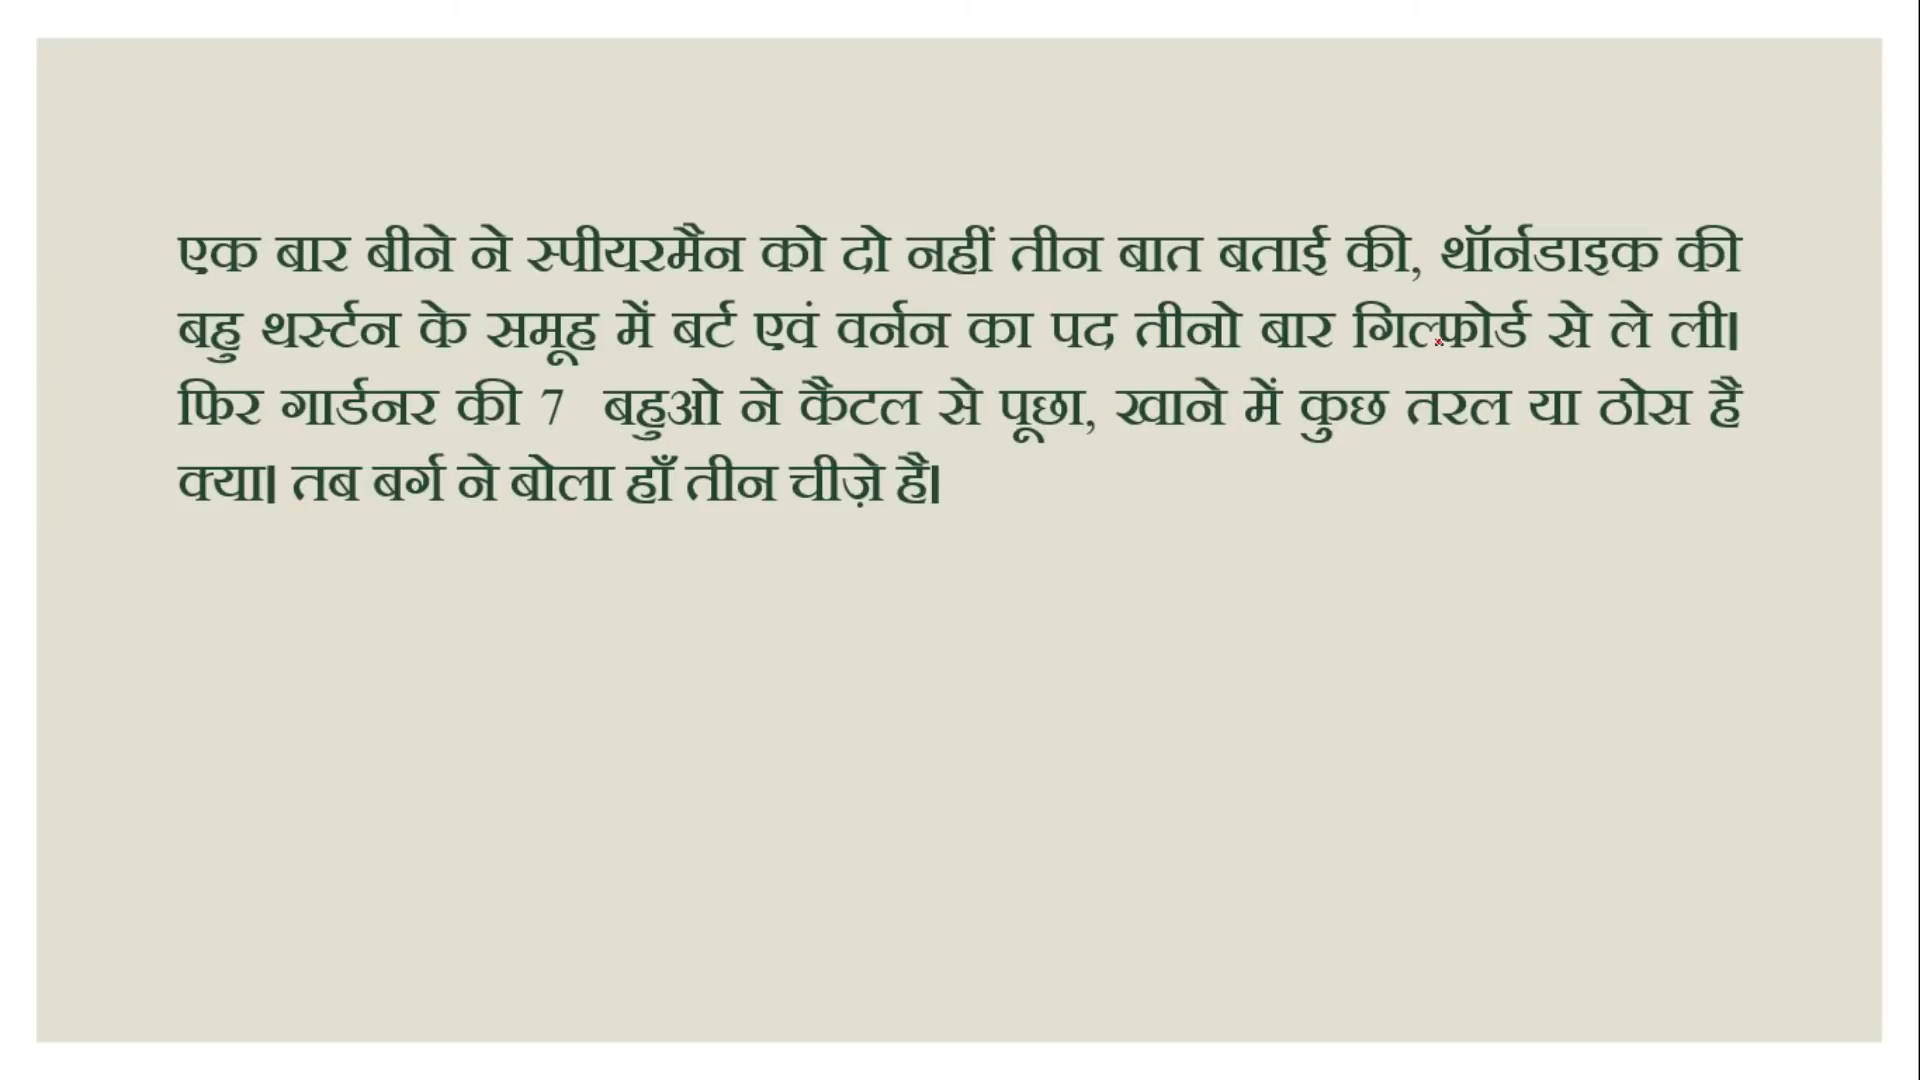 एक बार बीने ने स्पीयरमैन को दो नहीं तीन बात बताई की, थॉर्नडाइक की
बहु थर्स्टन के समूह में बर्ट एवं वर्नन का पद तीनो बार गिल्फोर्ड से ले ली।
फिर गार्डनर की 7 बहुओ ने कैटल से पूछा, खाने में कुछ तरल या ठोस है
क्या। तब बर्ग ने बोला हाँ तीन चीज़े है।